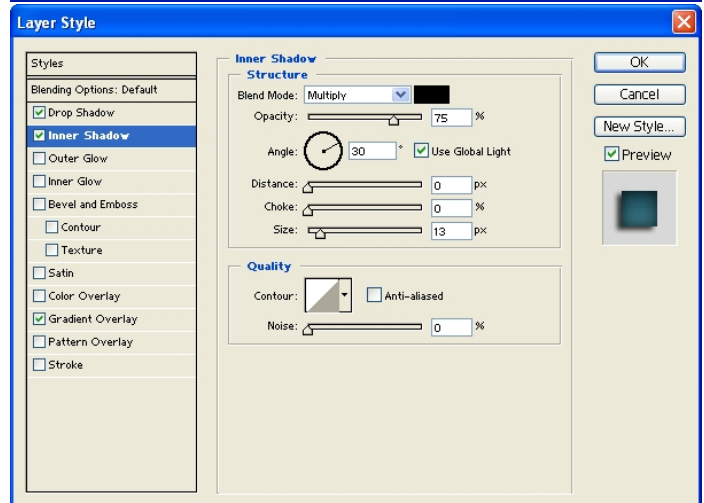 Layer Style
Styles
Blending Options: Default
Drop Shadow
Inner Shadow
Outer Glow
Inner Glow
Bevel and Emboss
Contour
Texture
Satin
Color Overlay
Gradient Overlay
Pattern Overlay
Stroke
Inner Shadow
Structure
Blend Mode: Multiply
Opacity: 75 %
Angle: 30 ° Use Global Light
Distance: 0 px
Choke: 0 %
Size: 13 px
Quality
Contour: Anti-aliased
Noise: 0 %
OK
Cancel
New Style...
Preview